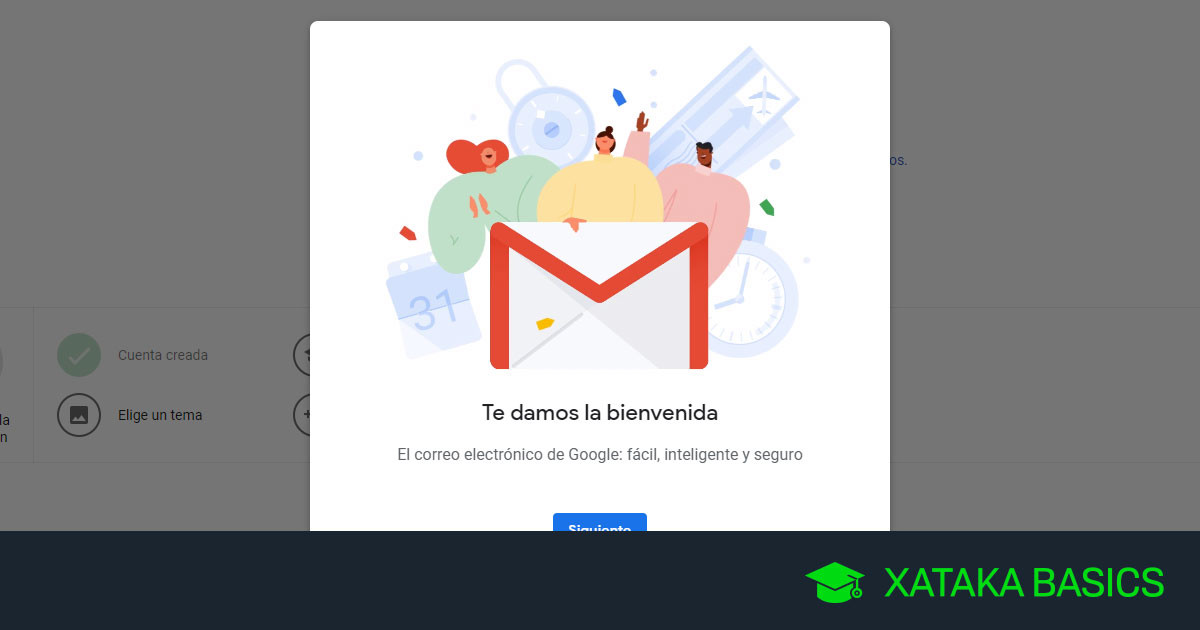 os.
31
Cuenta creada
la
n
Elige un tema
Te damos la bienvenida
El correo electrónico de Google: fácil, inteligente y seguro
Siguiente
XATAKA BASICS